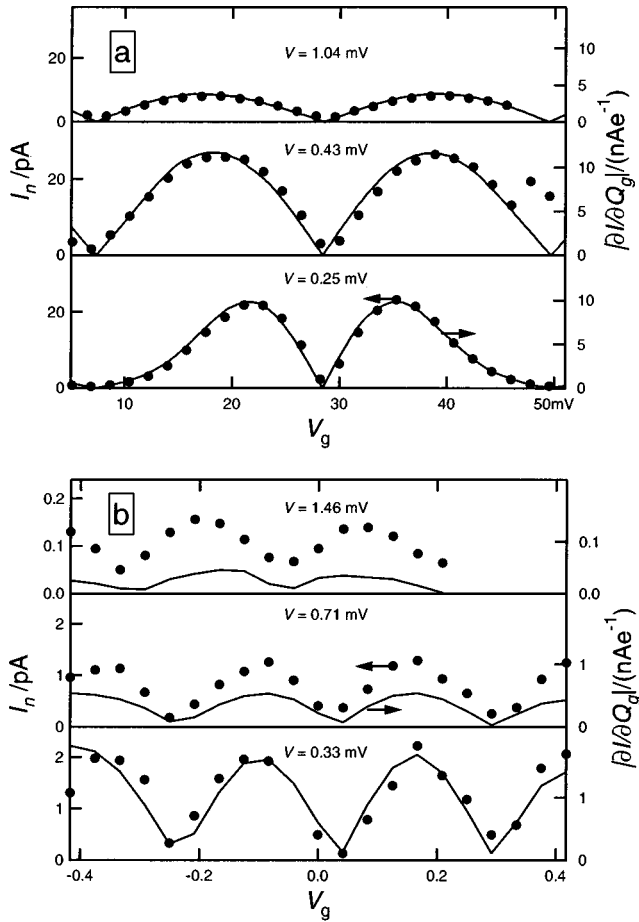 a
V = 1.04 mV
20
0
10
5
0
V = 0.43 mV
20
0
10
5
0
V = 0.25 mV
20
0
10
5
0
10 20 30 40 50mV
V_g
I_n /pA
|∂I/∂Q_g|/(nAe⁻¹)
b
V = 1.46 mV
0.2
0.1
0.0
0.1
0.0
V = 0.71 mV
2
1
0
1
0
V = 0.33 mV
2
1
0
1
0
-0.4 -0.2 0.0 0.2 0.4
V_g
I_n /pA
|∂I/∂Q_g|/(nAe⁻¹)